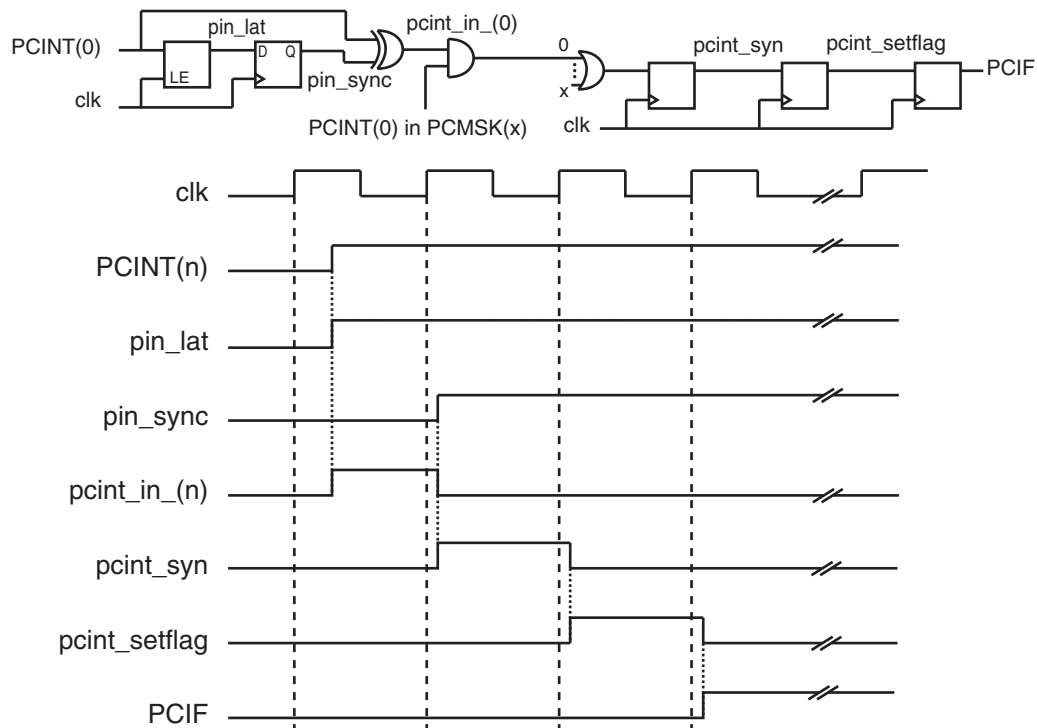 PCINT(0)
pin_lat
LE
D Q
pin_sync
clk
pcint_in_(0)
PCINT(0) in PCMSK(x)
0
x
clk
pcint_syn
pcint_setflag
PCIF
clk
PCINT(n)
pin_lat
pin_sync
pcint_in_(n)
pcint_syn
pcint_setflag
PCIF